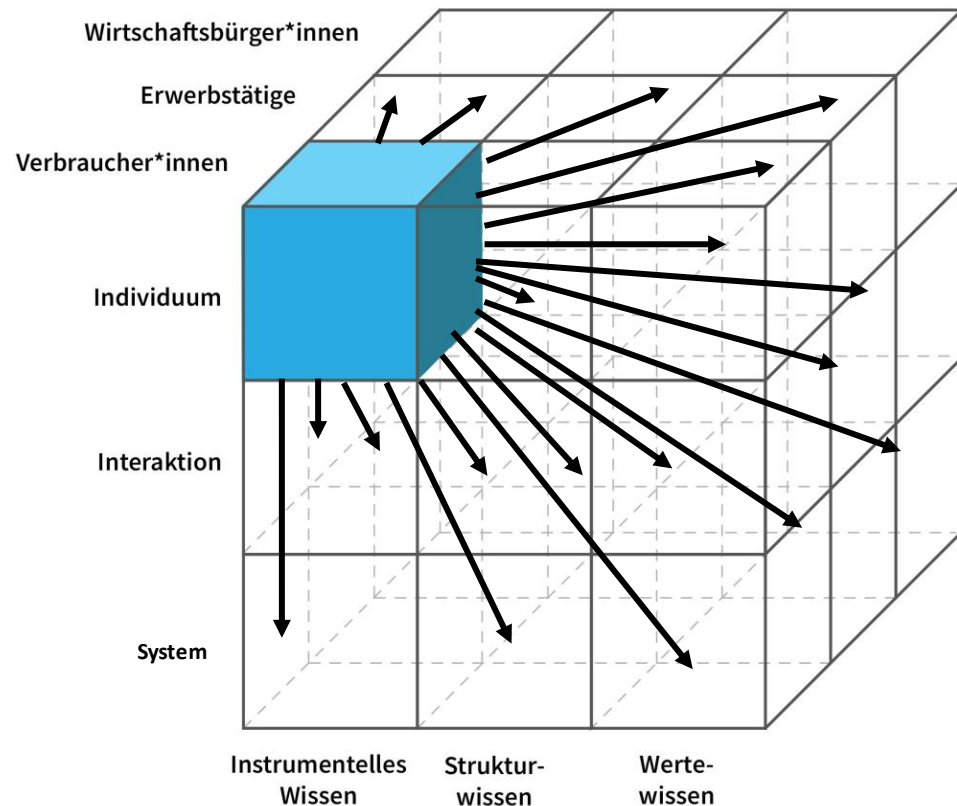 Wirtschaftsbürger*innen
Erwerbstätige
Verbraucher*innen
Individuum
Interaktion
System
Instrumentelles
Wissen
Struktur-
wissen
Werte-
wissen